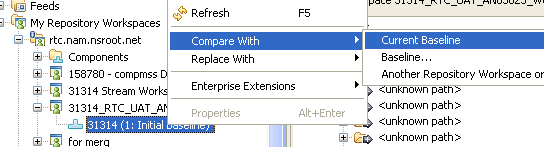 Feeds
My Repository Workspaces
rtc.nam.nsroot.net
Components
158780 - compmss D
31314 Stream Works
31314_RTC_UAT_AN
31314 (1: Initial Baseline)
for merg
Refresh F5
Compare With
Replace With
Enterprise Extensions
Properties Alt+Enter
Current Baseline
Baseline...
Another Repository Workspace or
<unknown path>
<unknown path>
<unknown path>
<unknown path>